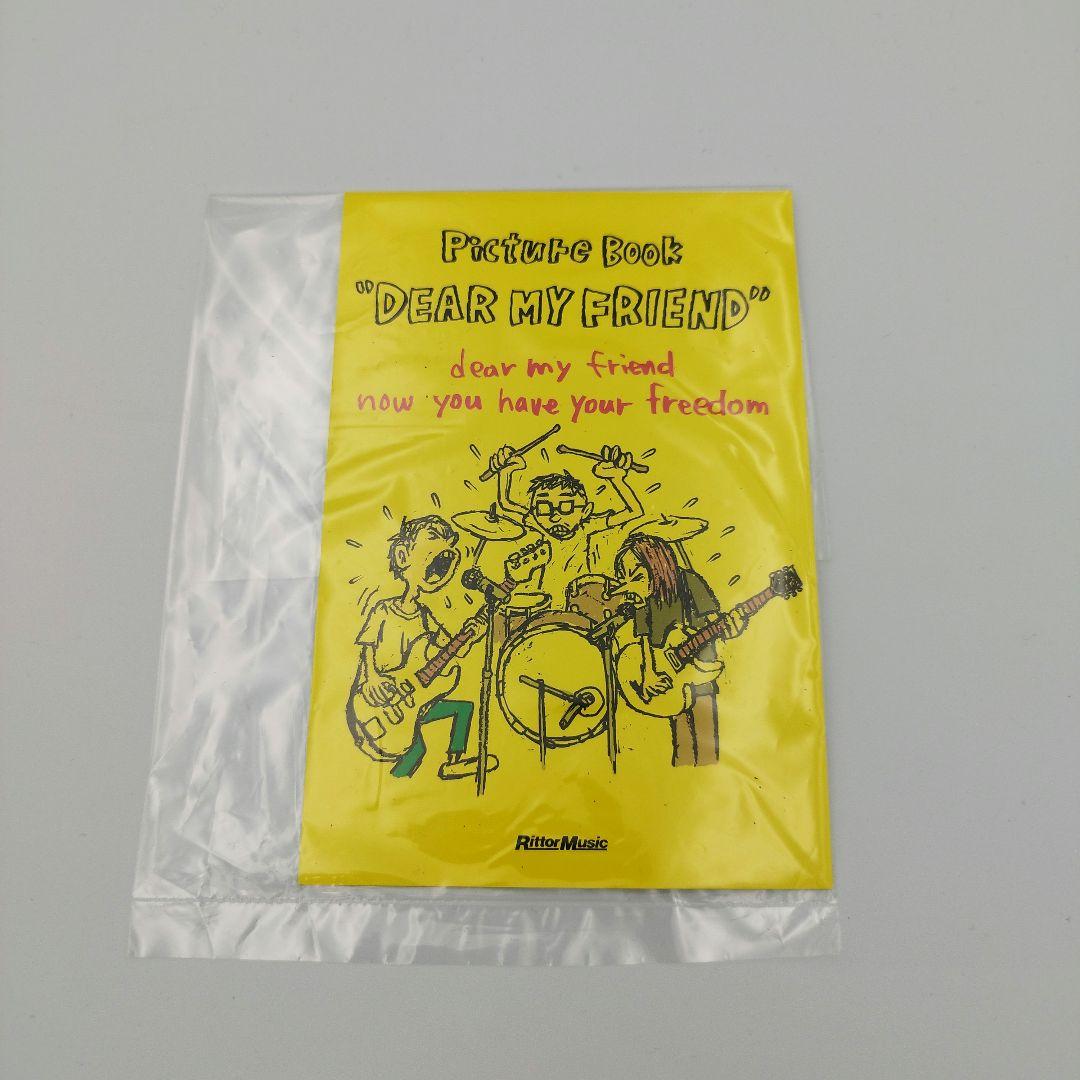 Picture Book
"DEAR MY FRIEND"
dear my friend
now you have your freedom
RittorMusic